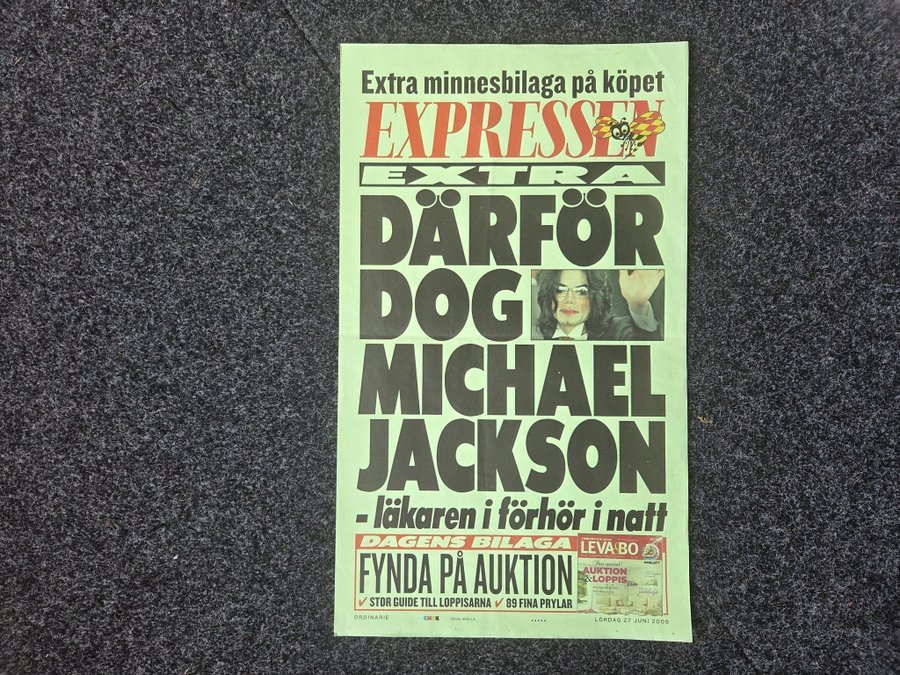 Extra minnesbilaga på köpet
EXPRESSEN
EXTRA
DÄRFÖR
DOG
MICHAEL
JACKSON
- läkaren i förhör i natt
DAGENS BILAGA
FYNDA PÅ AUKTION
✓ STOR GUIDE TILL LOPPISARNA ✓ 89 FINA PRYLAR
LEVA&BO
AUKTION
&LOPPIS
ORDINARIE CMYK LÖRDAG 27 JUNI 2009